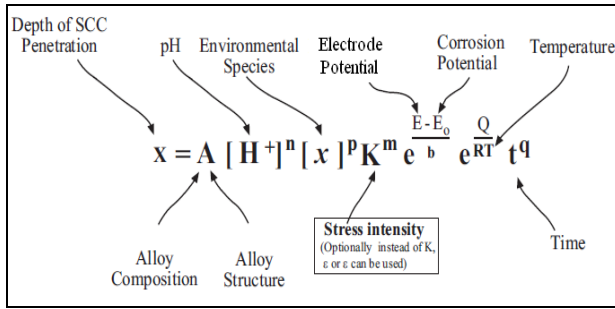 Depth of SCC
Penetration
pH
Environmental
Species
Electrode
Potential
Corrosion
Potential
Temperature
x = A [ H⁺]ⁿ [ x ]ᵖ Kᵐ e^{(E - E₀)/b} e^{Q/RT} t^q
Alloy
Composition
Alloy
Structure
Stress intensity
(Optionally instead of K,
ε or ε can be used)
Time